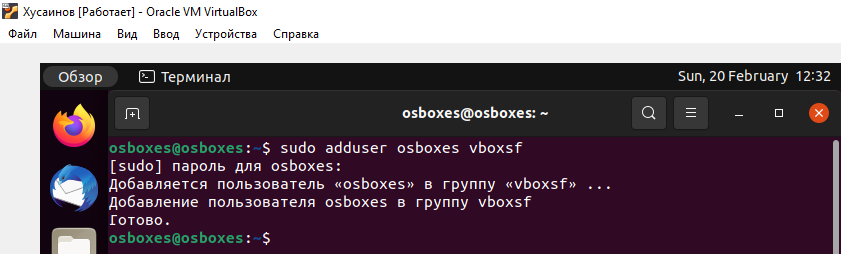 Хусаинов [Работает] - Oracle VM VirtualBox
Файл Машина Вид Ввод Устройства Справка
Обзор Терминал Sun, 20 February 12:32
osboxes@osboxes: ~
osboxes@osboxes:~$ sudo adduser osboxes vboxsf
[sudo] пароль для osboxes:
Добавляется пользователь «osboxes» в группу «vboxsf» ...
Добавление пользователя osboxes в группу vboxsf
Готово.
osboxes@osboxes:~$